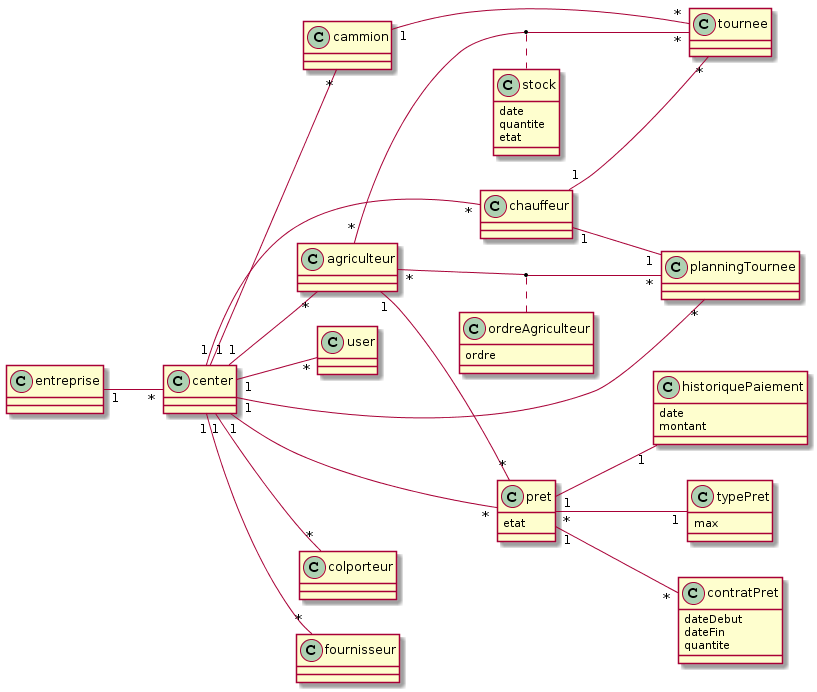 C cammion
* 
1
C tournee
*
*
*
C stock
date
quantite
etat
1
*
C chauffeur
*
1
C agriculteur
*
1
C planningTournee
*
*
C ordreAgriculteur
ordre
1 1 1
*
1
C user
*
C entreprise
1
*
C center
1
1
*
C historiquePaiement
date
montant
1 1 1
*
1
C pret
etat
*
1
*
1
1
C typePret
max
*
C contratPret
dateDebut
dateFin
quantite
*
C colporteur
*
C fournisseur